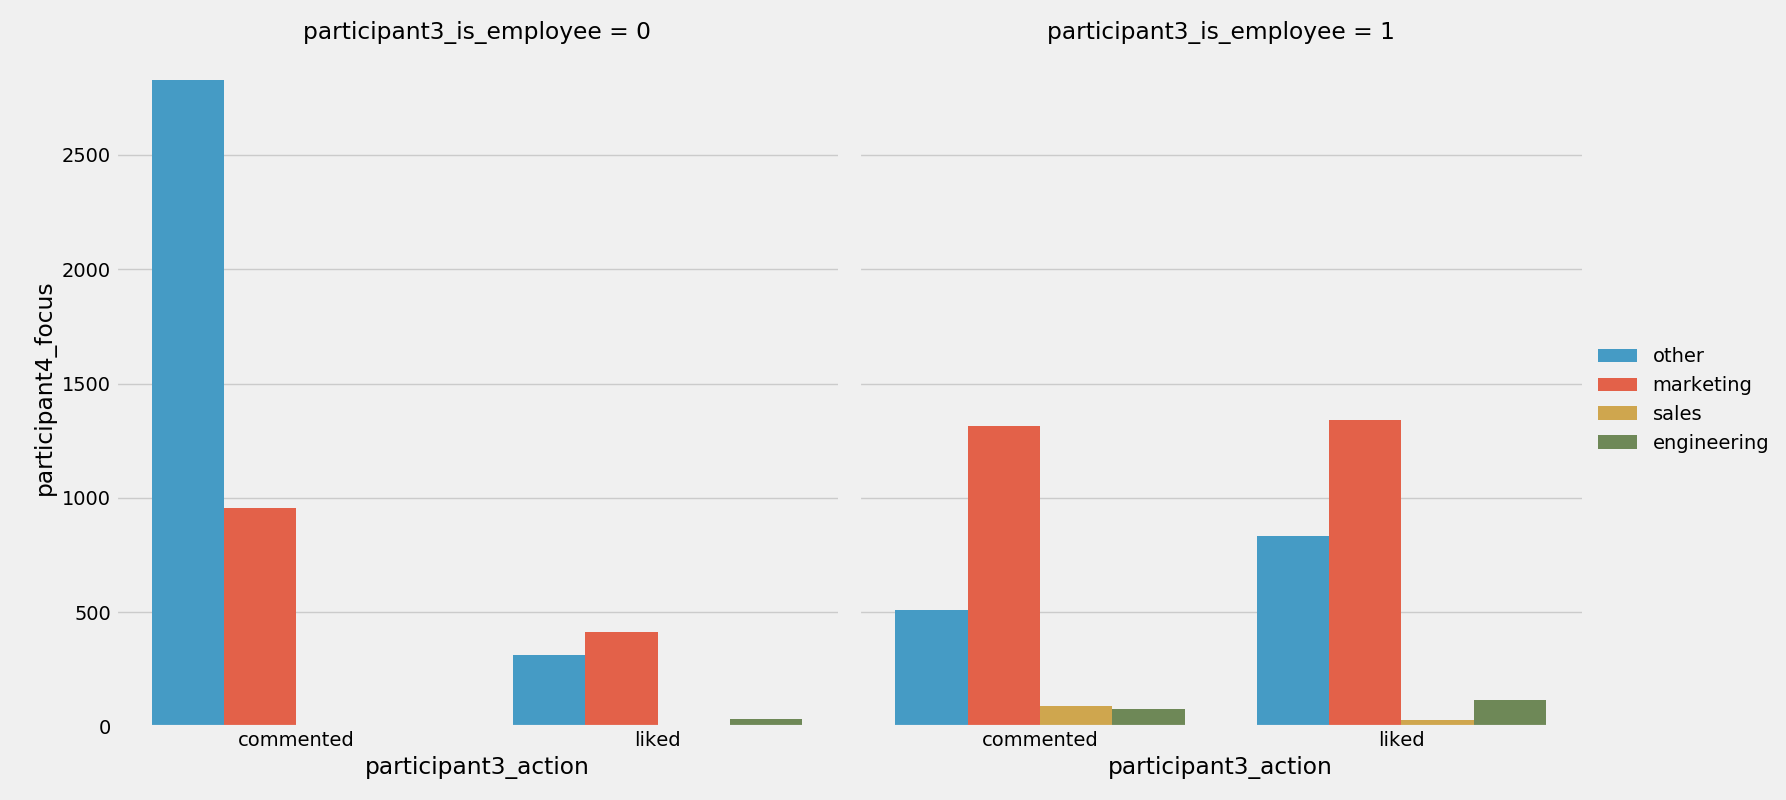 participant3_is_employee = 0
participant3_is_employee = 1
participant4_focus
2500
2000
1500
1000
500
0
commented
liked
commented
liked
participant3_action
participant3_action
other
marketing
sales
engineering